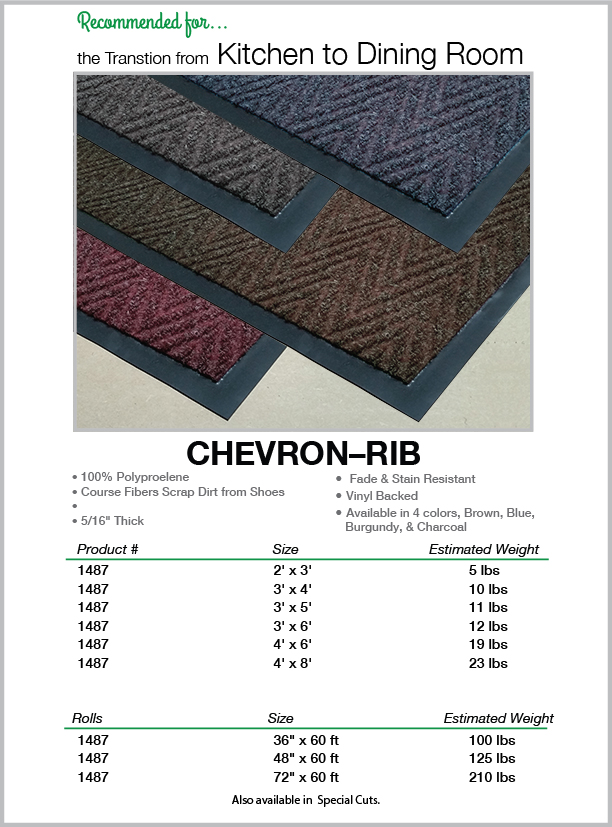 Recommended for...
the Transtion from Kitchen to Dining Room
CHEVRON–RIB
• 100% Polyproelene
• Course Fibers Scrap Dirt from Shoes
•
• 5/16" Thick
• Fade & Stain Resistant
• Vinyl Backed
• Available in 4 colors, Brown, Blue,
Burgundy, & Charcoal
Product # Size Estimated Weight
1487 2' x 3' 5 lbs
1487 3' x 4' 10 lbs
1487 3' x 5' 11 lbs
1487 3' x 6' 12 lbs
1487 4' x 6' 19 lbs
1487 4' x 8' 23 lbs
Rolls Size Estimated Weight
1487 36" x 60 ft 100 lbs
1487 48" x 60 ft 125 lbs
1487 72" x 60 ft 210 lbs
Also available in Special Cuts.